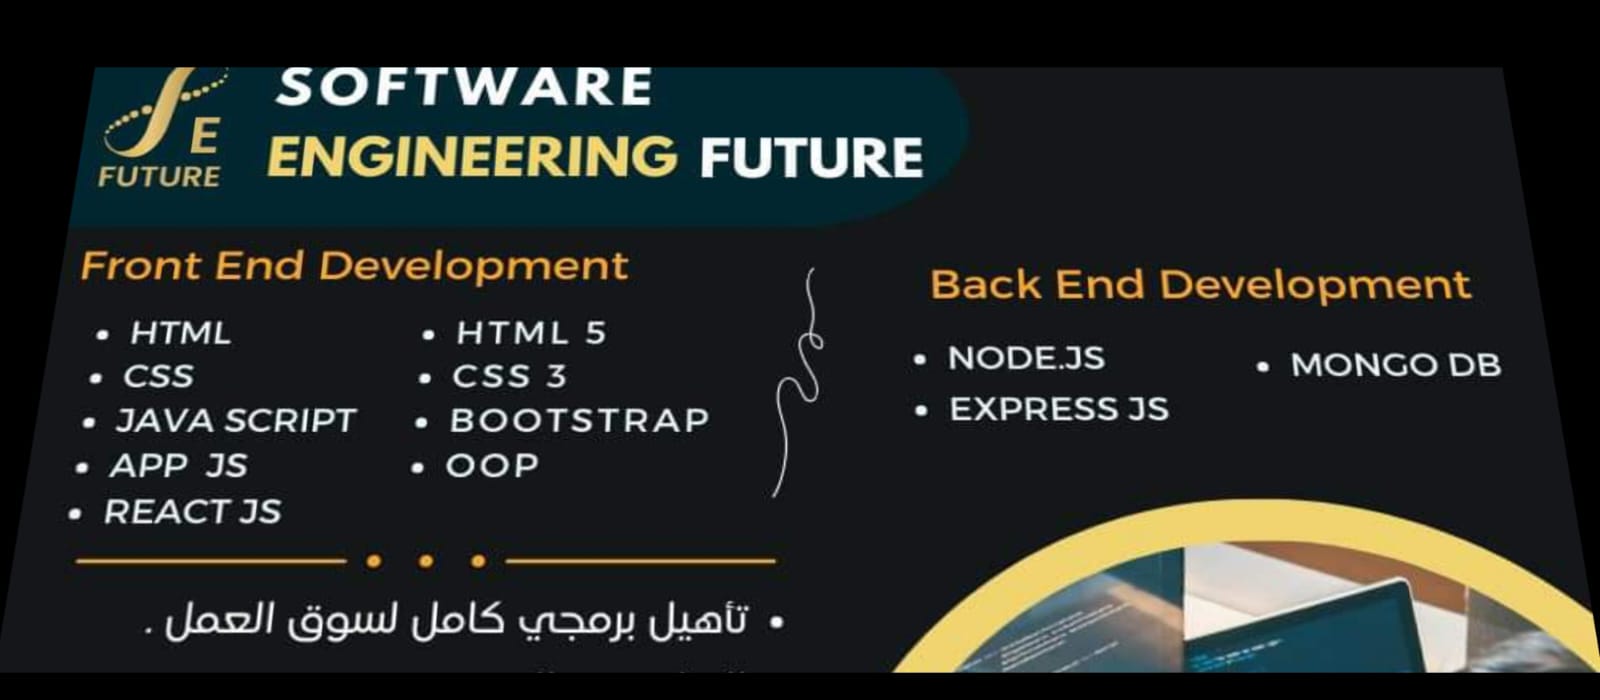 E
FUTURE
SOFTWARE
ENGINEERING FUTURE
Front End Development
• HTML
• CSS
• JAVA SCRIPT
• APP JS
• REACT JS
• HTML 5
• CSS 3
• BOOTSTRAP
• OOP
Back End Development
• NODE.JS
• EXPRESS JS
• MONGO DB
• تأهيل برمجي كامل لسوق العمل .